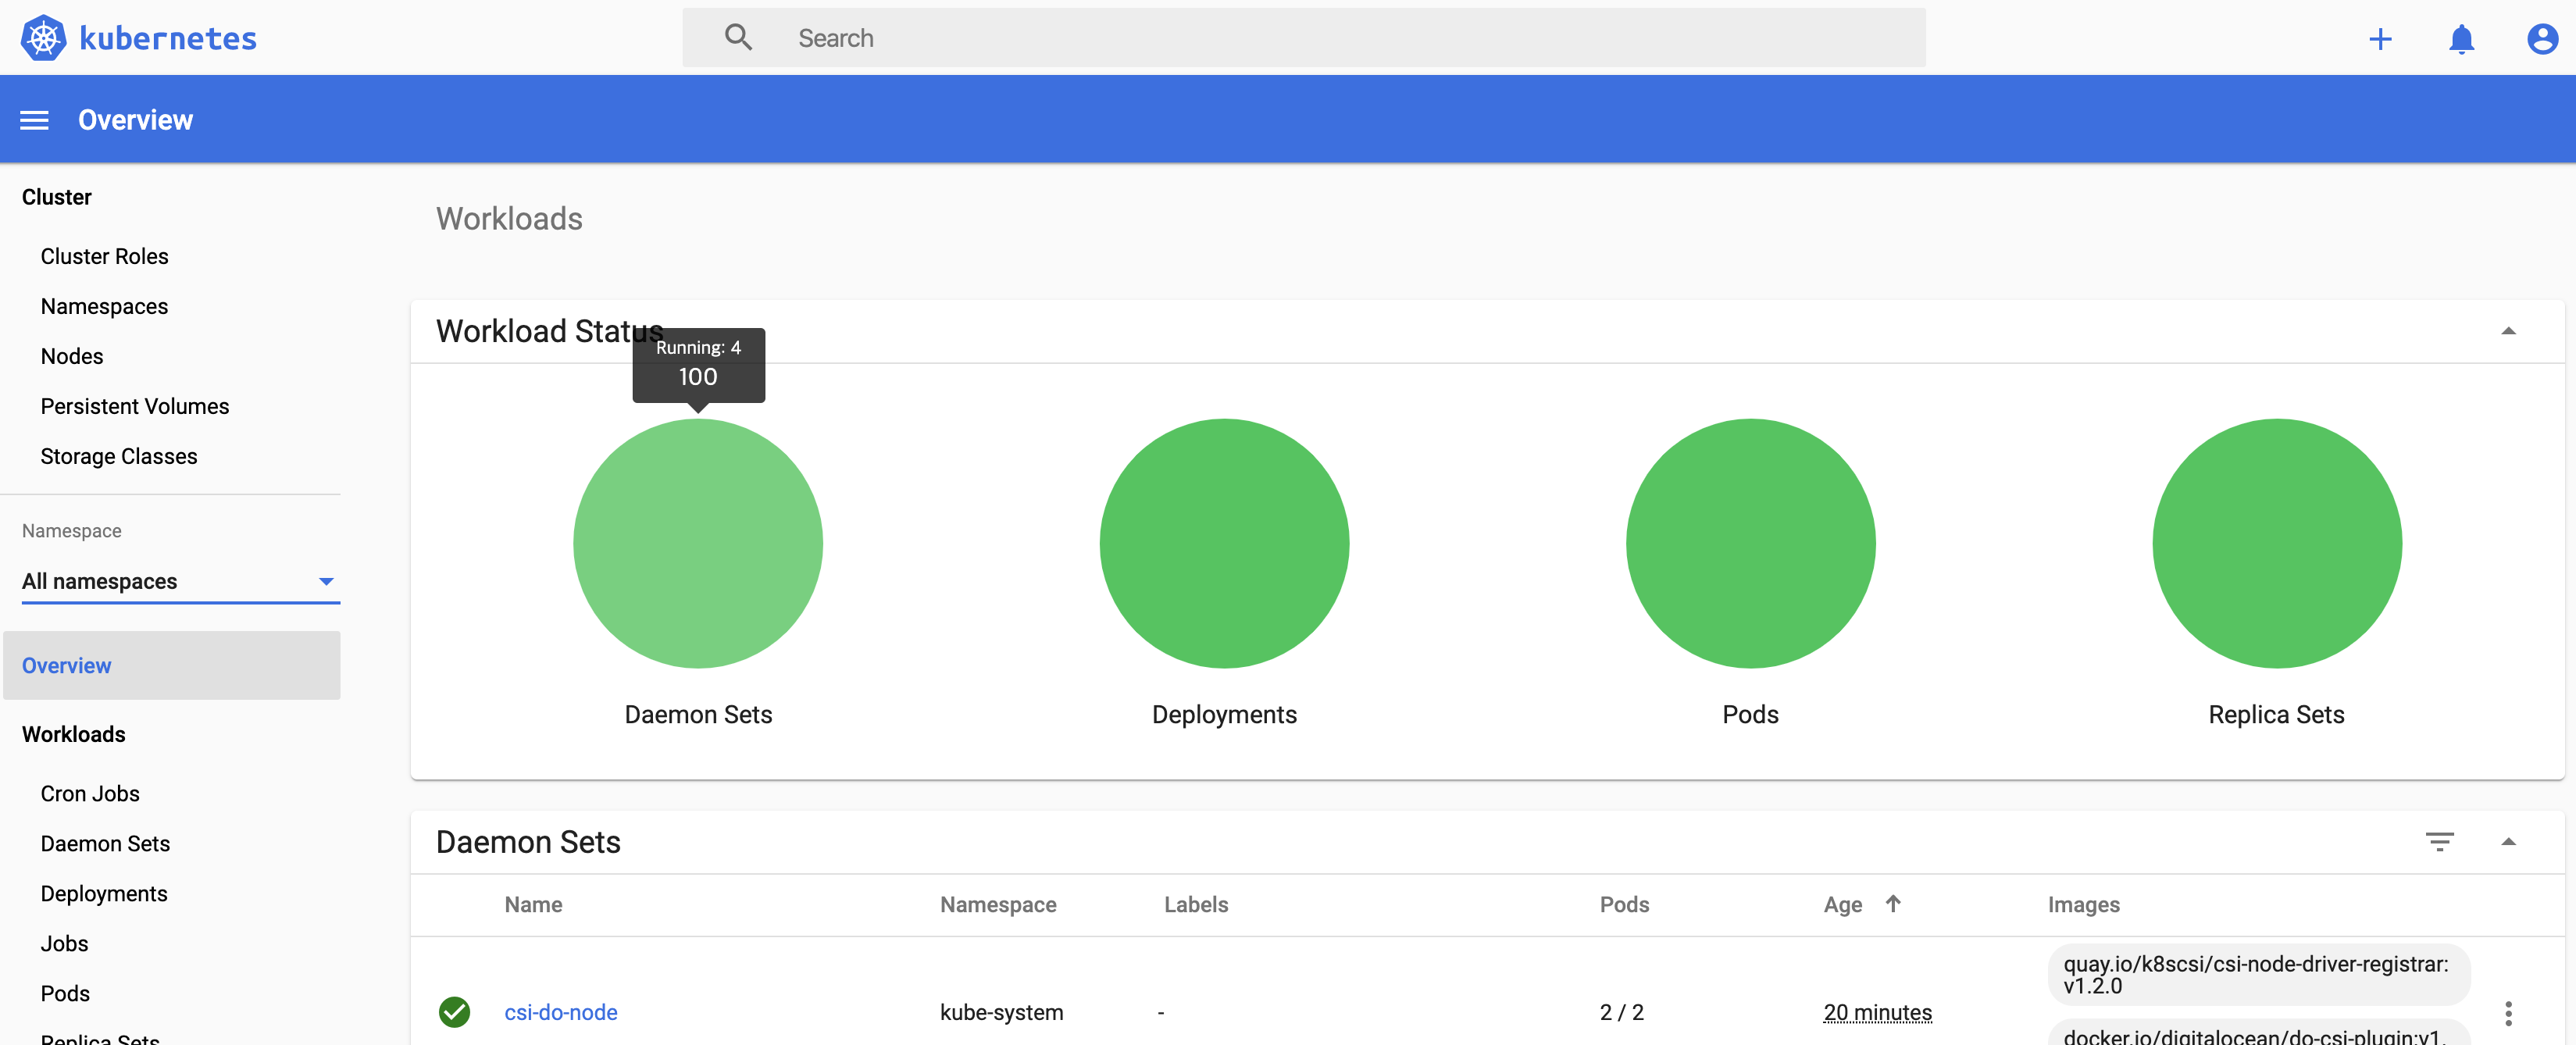 kubernetes
Search
Overview
Cluster
Cluster Roles
Namespaces
Nodes
Persistent Volumes
Storage Classes
Namespace
All namespaces
Overview
Workloads
Cron Jobs
Daemon Sets
Deployments
Jobs
Pods
Replica Sets
Workloads
Workload Status
Running: 4
100
Daemon Sets
Deployments
Pods
Replica Sets
Daemon Sets
Name Namespace Labels Pods Age Images
csi-do-node kube-system - 2 / 2 20 minutes
quay.io/k8scsi/csi-node-driver-registrar:
v1.2.0
docker.io/digitalocean/do-csi-plugin:v1.